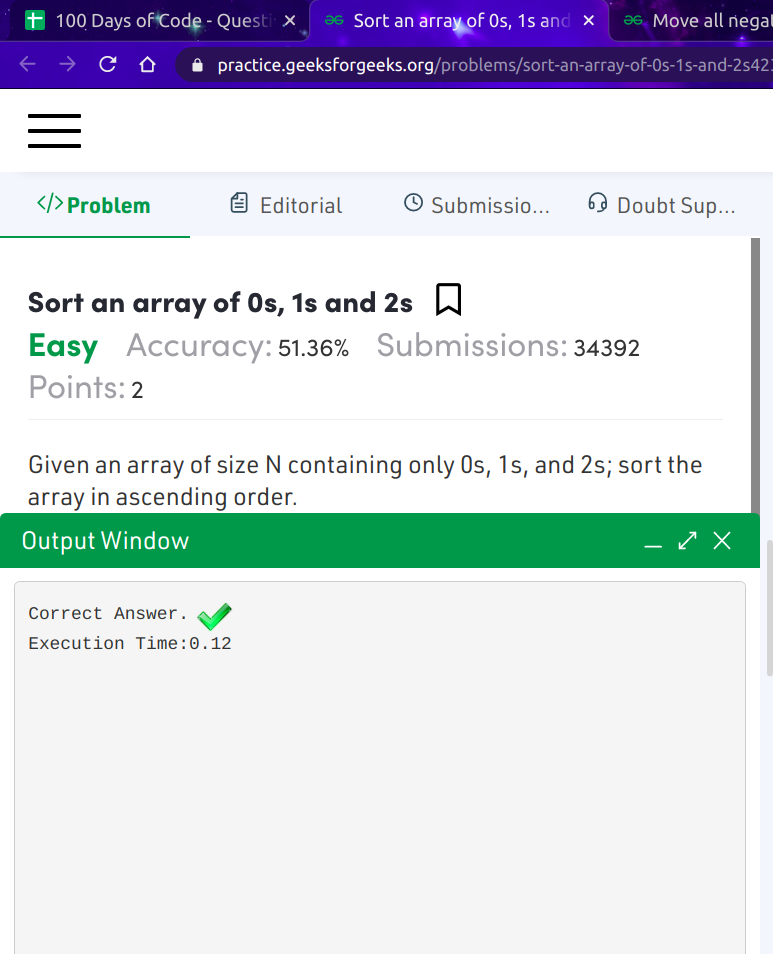 100 Days of Code - Questi
Sort an array of 0s, 1s and
Move all negat
practice.geeksforgeeks.org/problems/sort-an-array-of-0s-1s-and-2s423
</>Problem
Editorial
Submissio...
Doubt Sup...
Sort an array of 0s, 1s and 2s
Easy Accuracy: 51.36% Submissions: 34392
Points: 2
Given an array of size N containing only 0s, 1s, and 2s; sort the
array in ascending order.
Output Window
Correct Answer.
Execution Time:0.12